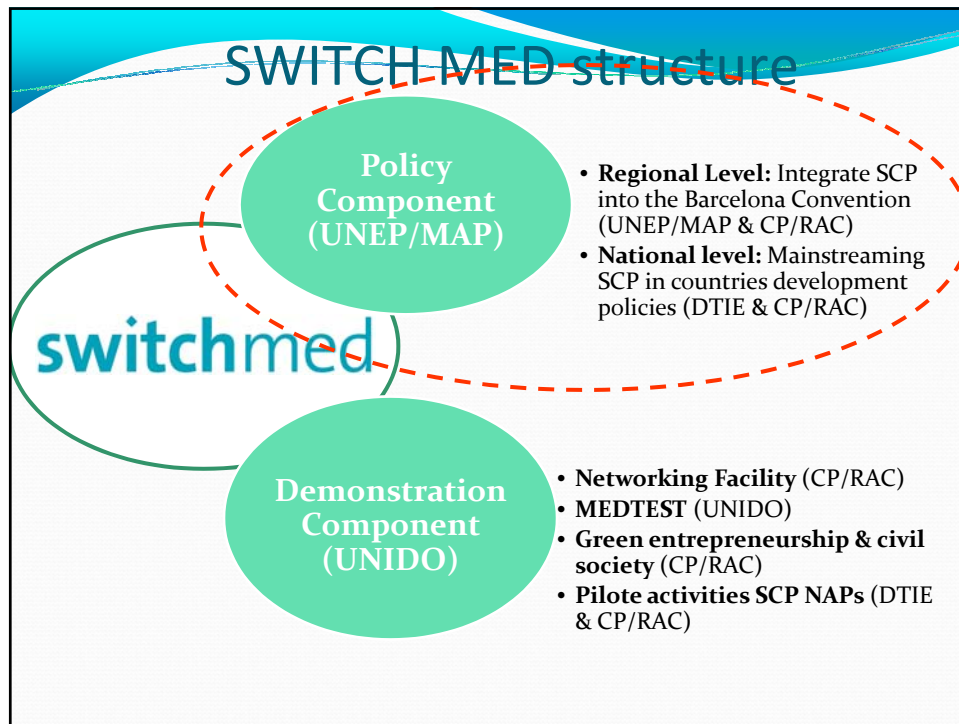 SWITCH MED structure
Policy
Component
(UNEP/MAP)
• Regional Level: Integrate SCP
into the Barcelona Convention
(UNEP/MAP & CP/RAC)
• National level: Mainstreaming
SCP in countries development
policies (DTIE & CP/RAC)
switchmed
Demonstration
Component
(UNIDO)
• Networking Facility (CP/RAC)
• MEDTEST (UNIDO)
• Green entrepreneurship & civil
society (CP/RAC)
• Pilote activities SCP NAPs (DTIE
& CP/RAC)